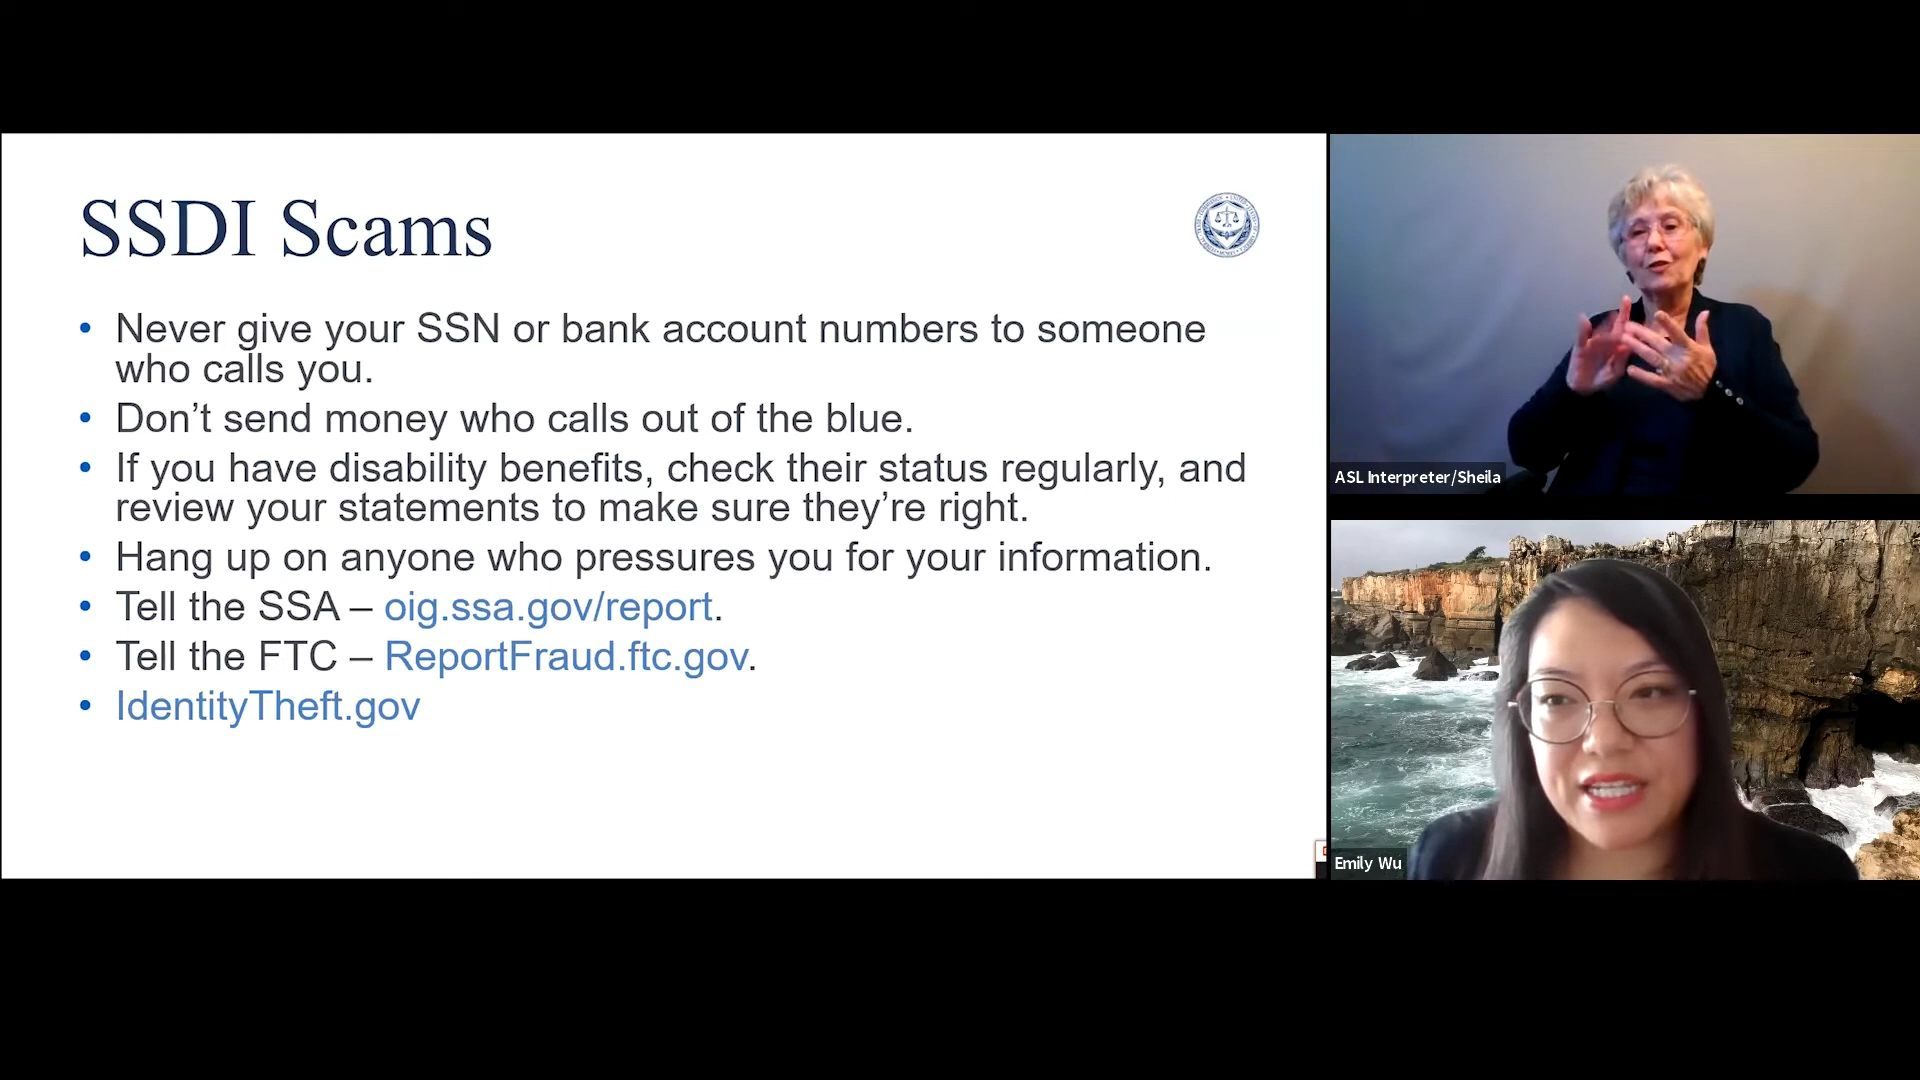 SSDI Scams
• Never give your SSN or bank account numbers to someone
who calls you.
• Don’t send money who calls out of the blue.
• If you have disability benefits, check their status regularly, and
review your statements to make sure they’re right.
• Hang up on anyone who pressures you for your information.
• Tell the SSA – oig.ssa.gov/report.
• Tell the FTC – ReportFraud.ftc.gov.
• IdentityTheft.gov
ASL Interpreter/Sheila
Emily Wu